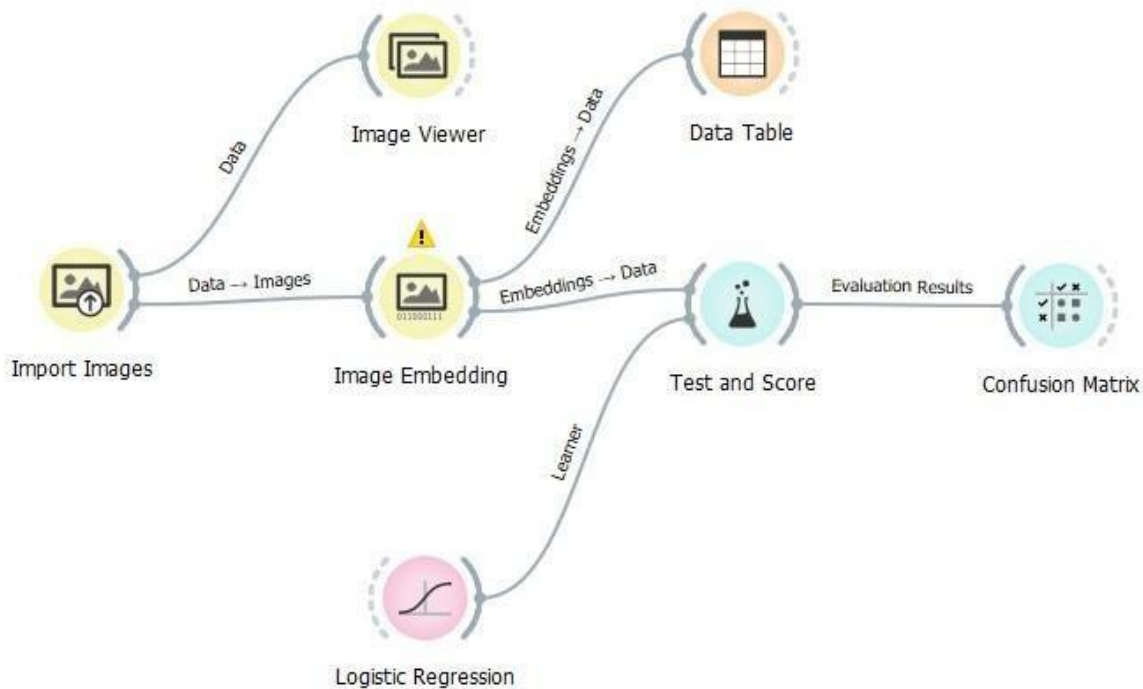 Image Viewer
Data Table
Data
Embeddings → Data
!
Data → Images
Embeddings → Data
Evaluation Results
011000111
Import Images
Image Embedding
Test and Score
Confusion Matrix
Learner
Logistic Regression